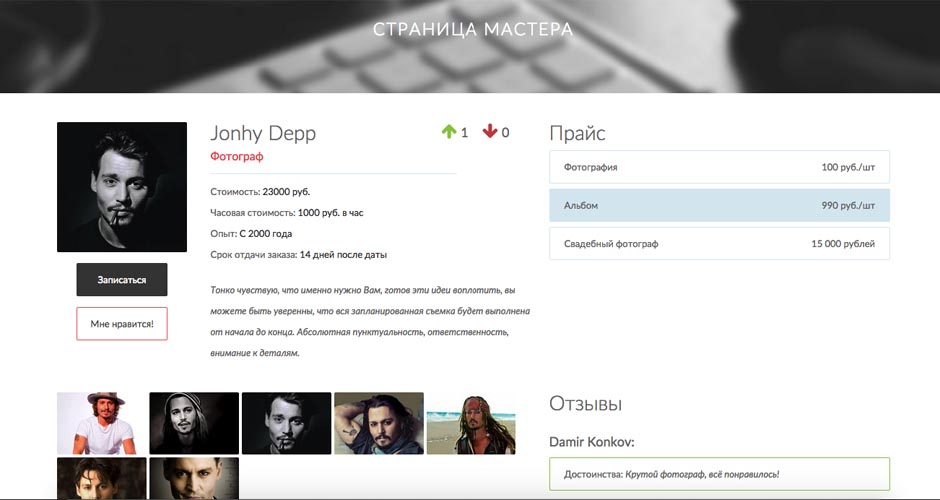 СТРАНИЦА МАСТЕРА
Jonhy Depp
1 0
Фотограф
Стоимость: 23000 руб.
Часовая стоимость: 1000 руб. в час
Опыт: С 2000 года
Срок отдачи заказа: 14 дней после даты
Тонко чувствую, что именно нужно Вам, готов эти идеи воплотить, вы
можете быть уверенны, что вся запланированная съемка будет выполнена
от начала до конца. Абсолютная пунктуальность, ответственность,
внимание к деталям.
Записаться
Мне нравится!
Прайс
Фотография 100 руб./шт
Альбом 990 руб./шт
Свадебный фотограф 15 000 рублей
Отзывы
Damir Konkov:
Достоинства: Крутой фотограф, всё понравилось!